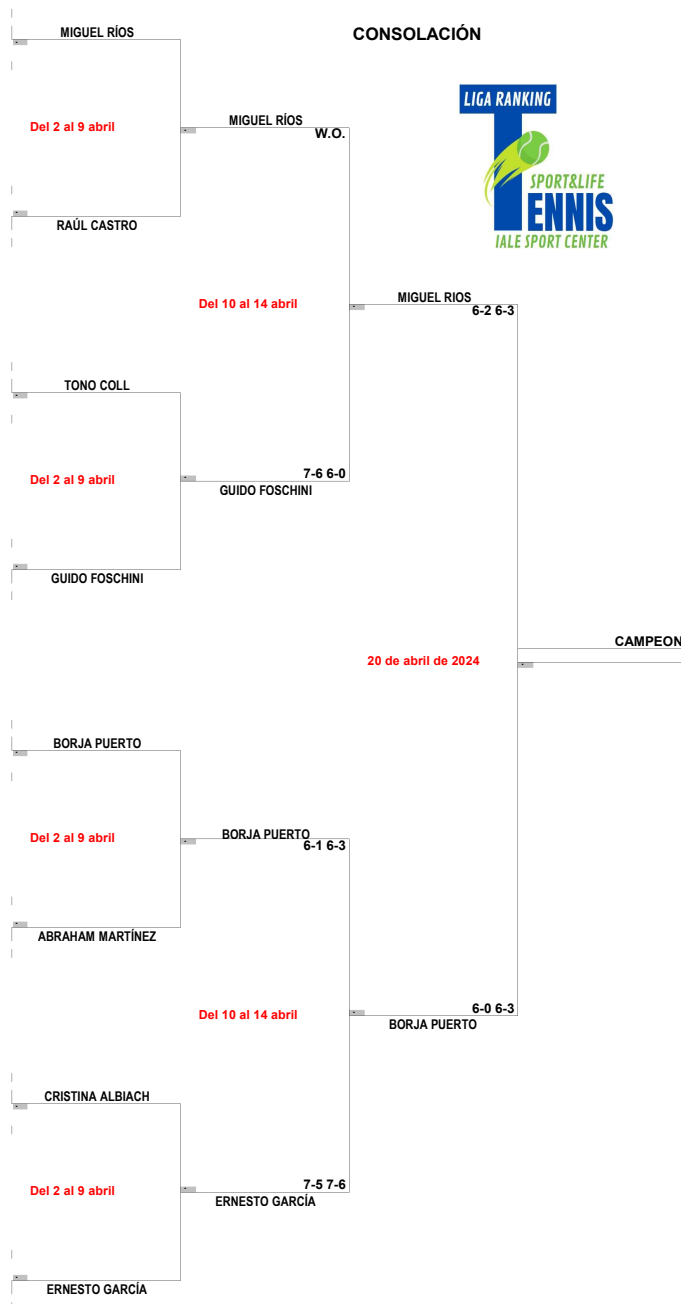 MIGUEL RÍOS
CONSOLACIÓN
LIGA RANKING
Del 2 al 9 abril
MIGUEL RÍOS
W.O.
SPORT&LIFE
TENNIS
IALE SPORT CENTER
RAÚL CASTRO
Del 10 al 14 abril
MIGUEL RIOS
6-2 6-3
TONO COLL
Del 2 al 9 abril
7-6 6-0
GUIDO FOSCHINI
GUIDO FOSCHINI
CAMPEON
20 de abril de 2024
BORJA PUERTO
Del 2 al 9 abril
BORJA PUERTO
6-1 6-3
ABRAHAM MARTÍNEZ
Del 10 al 14 abril
6-0 6-3
BORJA PUERTO
CRISTINA ALBIACH
Del 2 al 9 abril
7-5 7-6
ERNESTO GARCÍA
ERNESTO GARCÍA